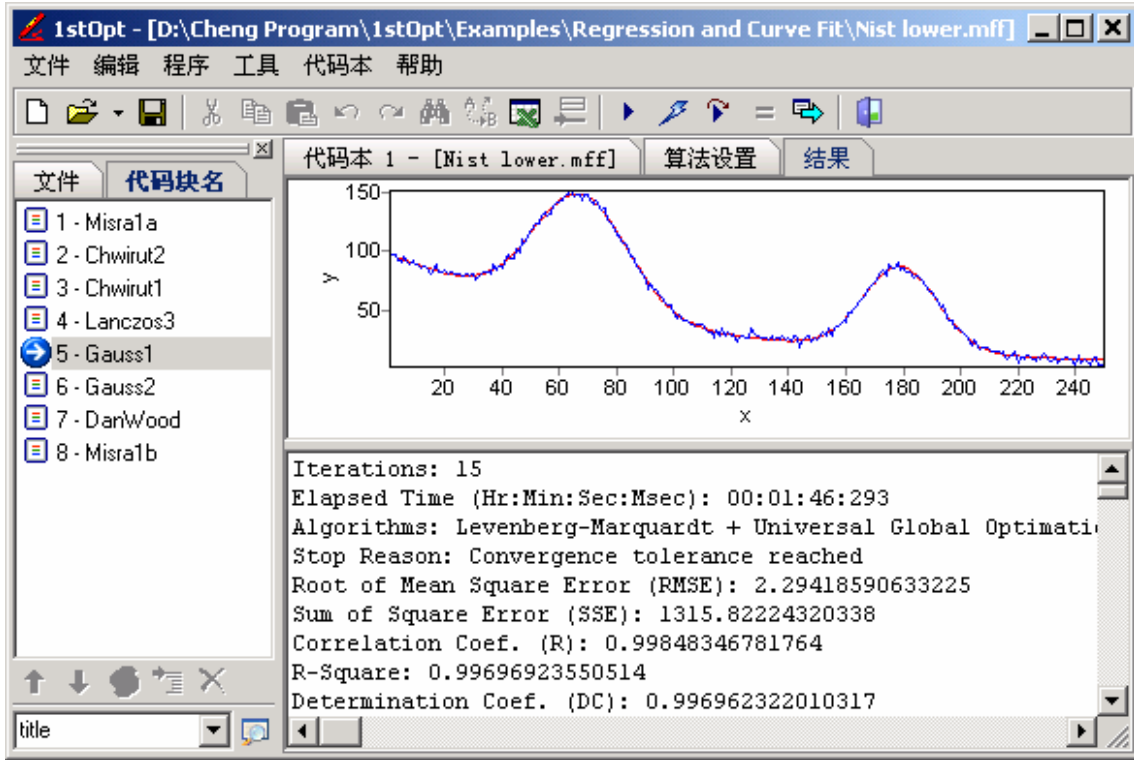 1stOpt - [D:\Cheng Program\1stOpt\Examples\Regression and Curve Fit\Nist lower.mff]
文件 编辑 程序 工具 代码本 帮助
文件 代码块名
1 - Misra1a
2 - Chwirut2
3 - Chwirut1
4 - Lanczos3
5 - Gauss1
6 - Gauss2
7 - DanWood
8 - Misra1b
title
代码本 1 - [Nist lower.mff] 算法设置 结果
150
100
50
y
20 40 60 80 100 120 140 160 180 200 220 240
x
Iterations: 15
Elapsed Time (Hr:Min:Sec:Msec): 00:01:46:293
Algorithms: Levenberg-Marquardt + Universal Global Optimati
Stop Reason: Convergence tolerance reached
Root of Mean Square Error (RMSE): 2.29418590633225
Sum of Square Error (SSE): 1315.82224320338
Correlation Coef. (R): 0.99848346781764
R-Square: 0.99696923550514
Determination Coef. (DC): 0.996962322010317